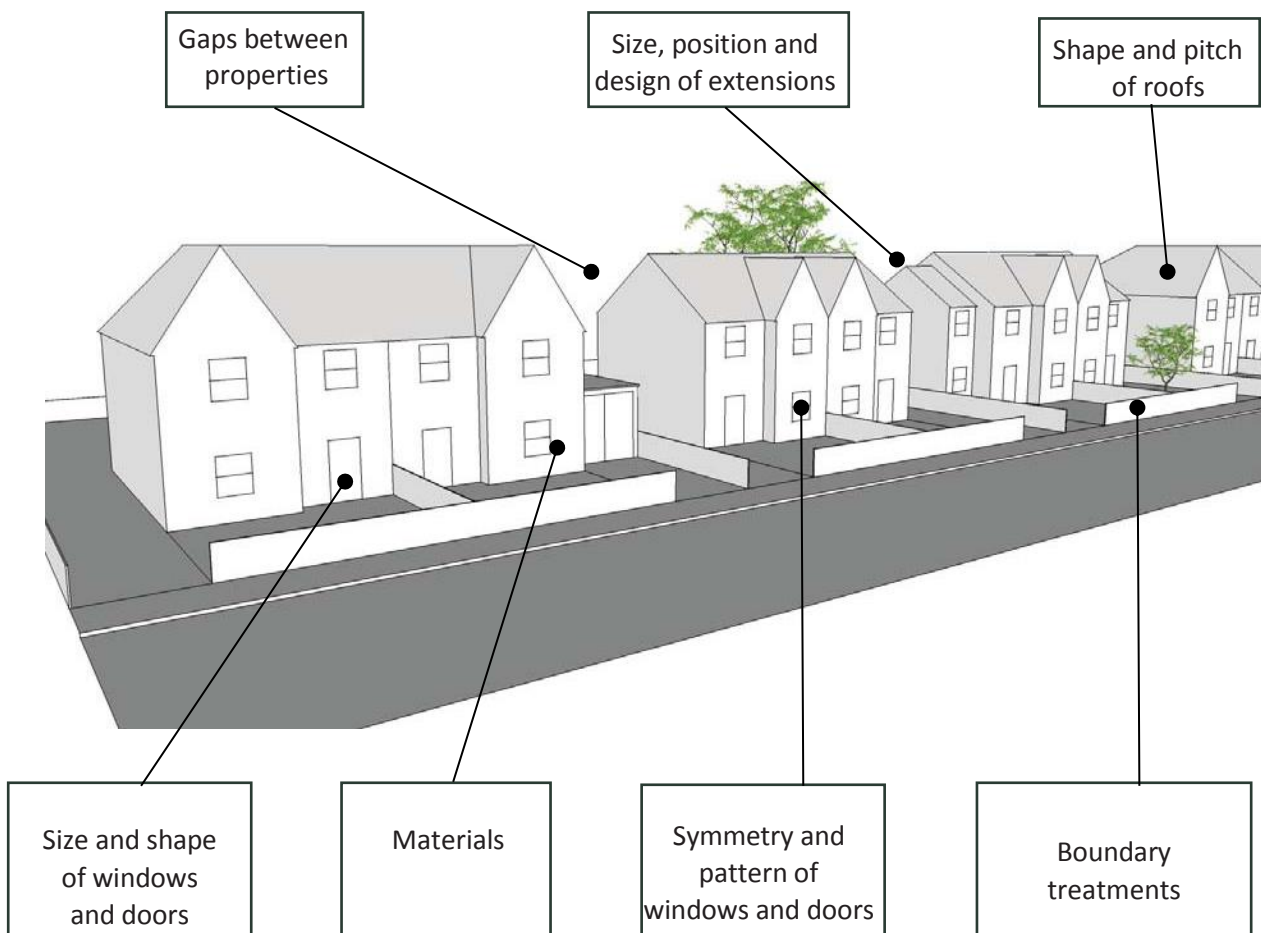 Gaps between
properties
Size, position and
design of extensions
Shape and pitch
of roofs
Size and shape
of windows
and doors
Materials
Symmetry and
pattern of
windows and doors
Boundary
treatments